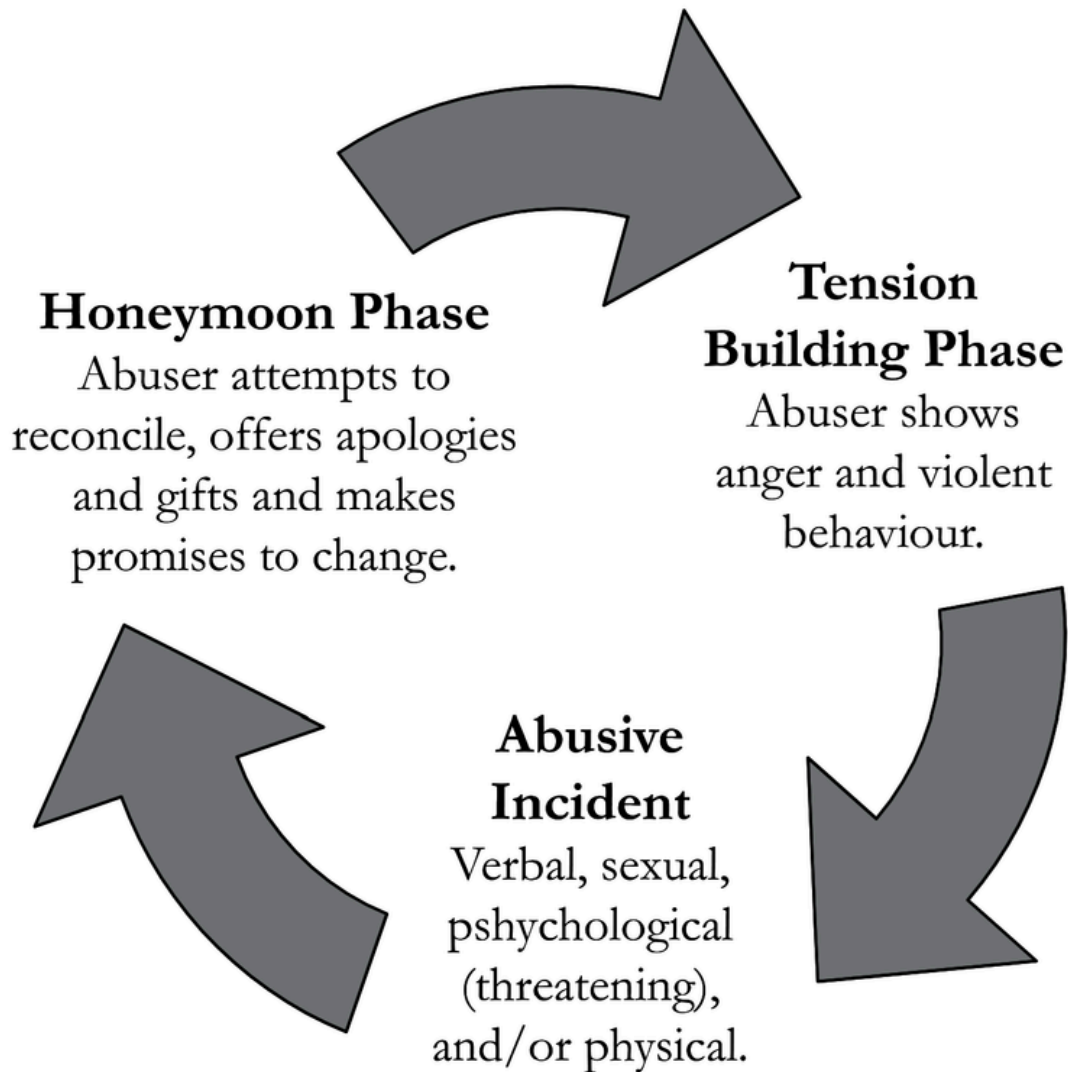 Honeymoon Phase
Abuser attempts to
reconcile, offers apologies
and gifts and makes
promises to change.
Tension
Building Phase
Abuser shows
anger and violent
behaviour.
Abusive
Incident
Verbal, sexual,
pshychological
(threatening),
and/or physical.